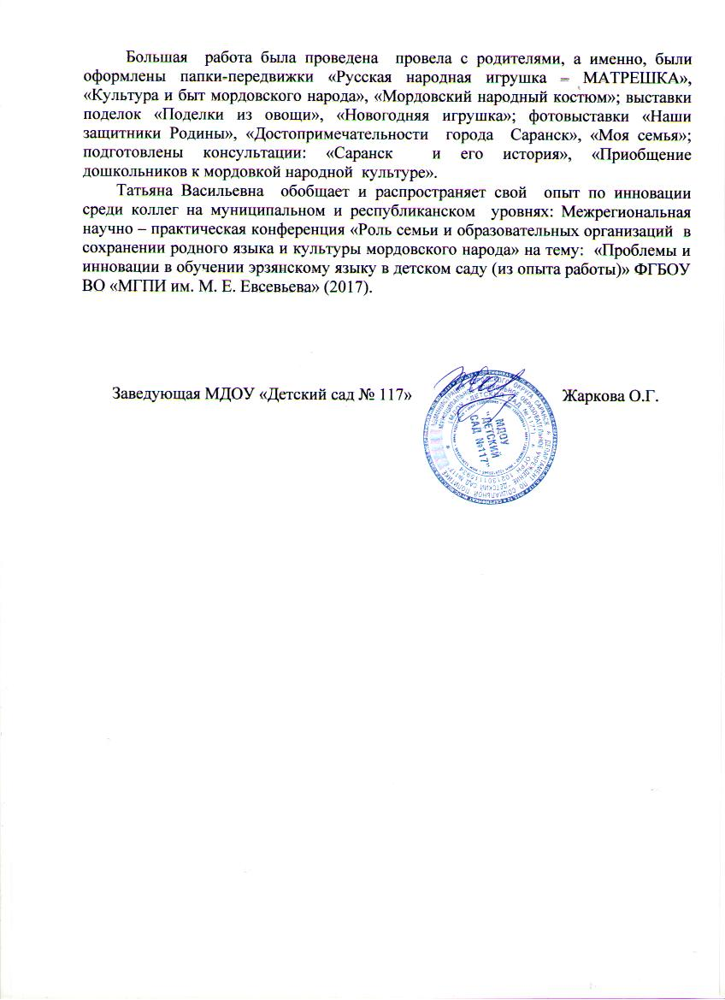 Большая работа была проведена провела с родителями, а именно, были
оформлены папки-передвижки «Русская народная игрушка – МАТРЕШКА»,
«Культура и быт мордовского народа», «Мордовский народный костюм»; выставки
поделок «Поделки из овощи», «Новогодняя игрушка»; фотовыставки «Наши
защитники Родины», «Достопримечательности города Саранск», «Моя семья»;
подготовлены консультации: «Саранск и его история», «Приобщение
дошкольников к мордовкой народной культуре».
Татьяна Васильевна обобщает и распространяет свой опыт по инновации
среди коллег на муниципальном и республиканском уровнях: Межрегиональная
научно – практическая конференция «Роль семьи и образовательных организаций в
сохранении родного языка и культуры мордовского народа» на тему: «Проблемы и
инновации в обучении эрзянскому языку в детском саду (из опыта работы)» ФГБОУ
ВО «МГПИ им. М. Е. Евсевьева» (2017).
Заведующая МДОУ «Детский сад № 117» Жаркова О.Г.
МДОУ
"ДЕТСКИЙ
САД №117"